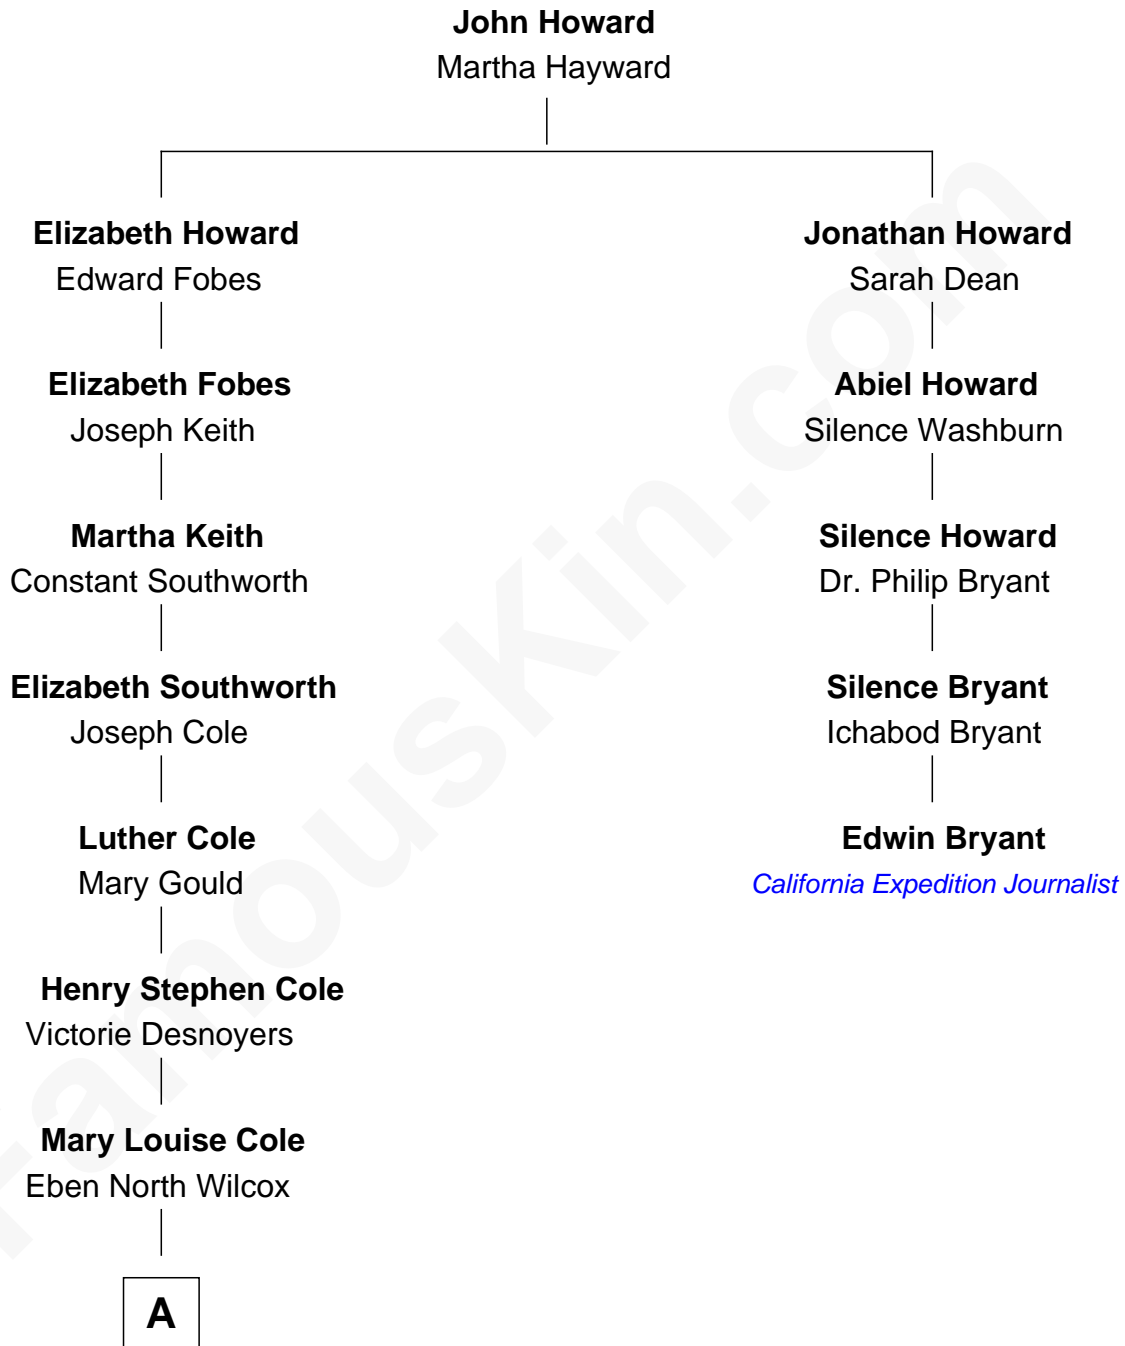 John Howard
Martha Hayward
Elizabeth Howard
Edward Fobes
Elizabeth Fobes
Joseph Keith
Martha Keith
Constant Southworth
Elizabeth Southworth
Joseph Cole
Luther Cole
Mary Gould
Henry Stephen Cole
Victorie Desnoyers
Mary Louise Cole
Eben North Wilcox
A
Jonathan Howard
Sarah Dean
Abiel Howard
Silence Washburn
Silence Howard
Dr. Philip Bryant
Silence Bryant
Ichabod Bryant
Edwin Bryant
California Expedition Journalist
FamousKin.com